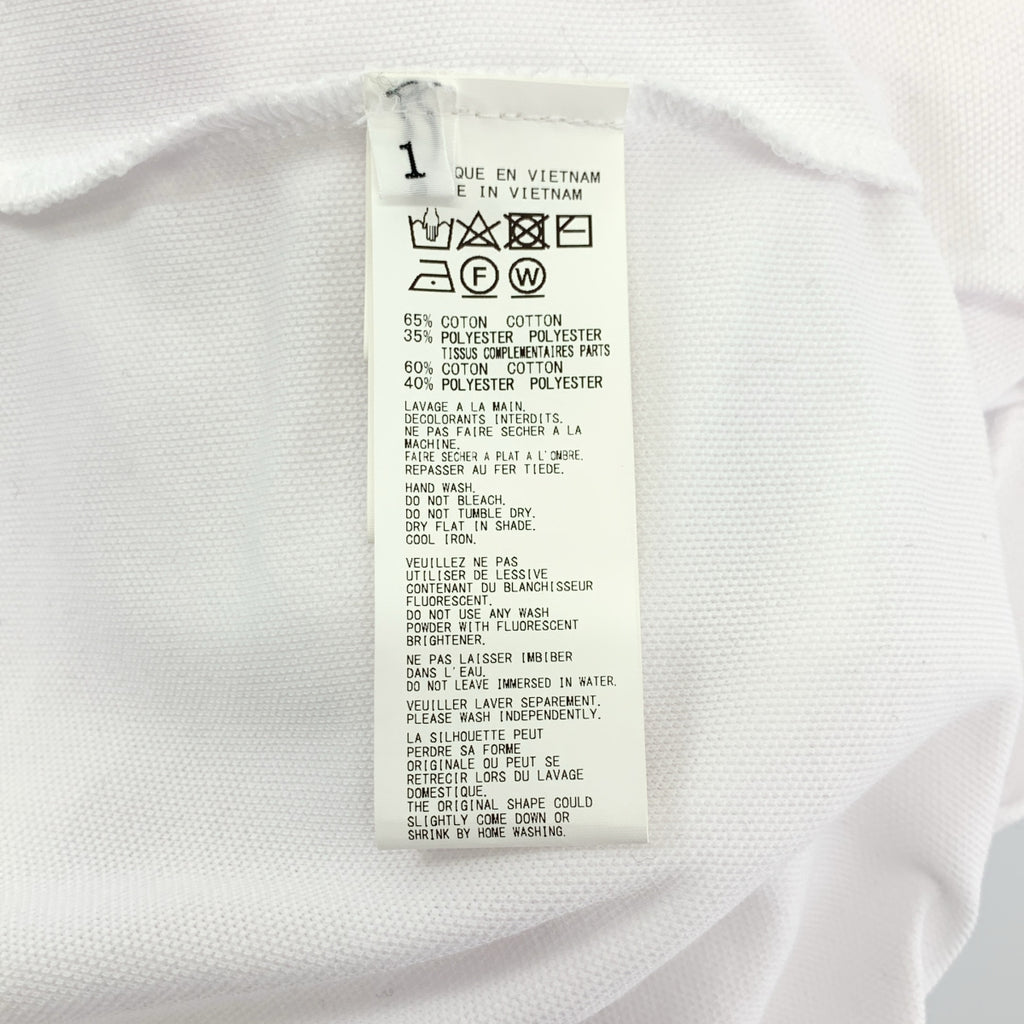 1
QUE EN VIETNAM
E IN VIETNAM
F W
65% COTON COTTON
35% POLYESTER POLYESTER
TISSUS COMPLEMENTAIRES PARTS
60% COTON COTTON
40% POLYESTER POLYESTER
LAVAGE A LA MAIN.
DECOLORANTS INTERDITS.
NE PAS FAIRE SECHER A LA
MACHINE.
FAIRE SECHER A PLAT A L'OMBRE.
REPASSER AU FER TIEDE.
HAND WASH.
DO NOT BLEACH.
DO NOT TUMBLE DRY.
DRY FLAT IN SHADE.
COOL IRON.
VEUILLEZ NE PAS
UTILISER DE LESSIVE
CONTENANT DU BLANCHISSEUR
FLUORESCENT.
DO NOT USE ANY WASH
POWDER WITH FLUORESCENT
BRIGHTENER.
NE PAS LAISSER IMBIBER
DANS L'EAU.
DO NOT LEAVE IMMERSED IN WATER.
VEUILLER LAVER SEPAREMENT.
PLEASE WASH INDEPENDENTLY.
LA SILHOUETTE PEUT
PERDRE SA FORME
ORIGINALE OU PEUT SE
RETRECIR LORS DU LAVAGE
DOMESTIQUE.
THE ORIGINAL SHAPE COULD
SLIGHTLY COME DOWN OR
SHRINK BY HOME WASHING.